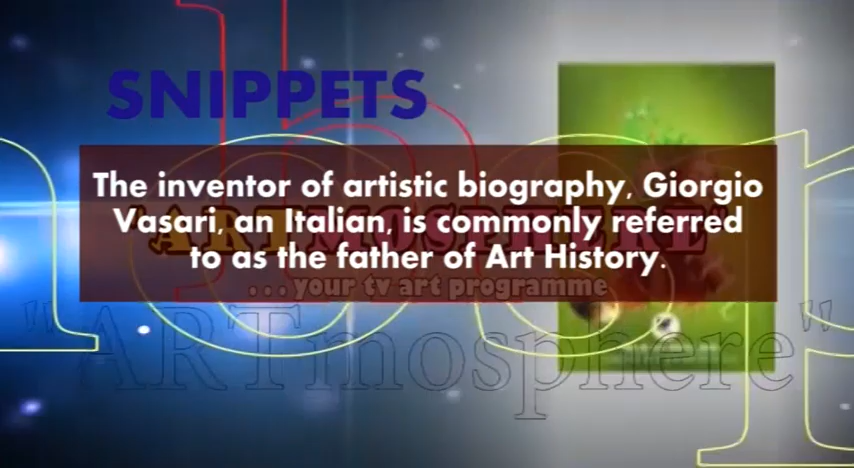 SNIPPETS
The inventor of artistic biography, Giorgio
Vasari, an Italian, is commonly referred
to as the father of Art History.
"ARTMOSPHERE"
...your tv art programme
"ARTmosphere"